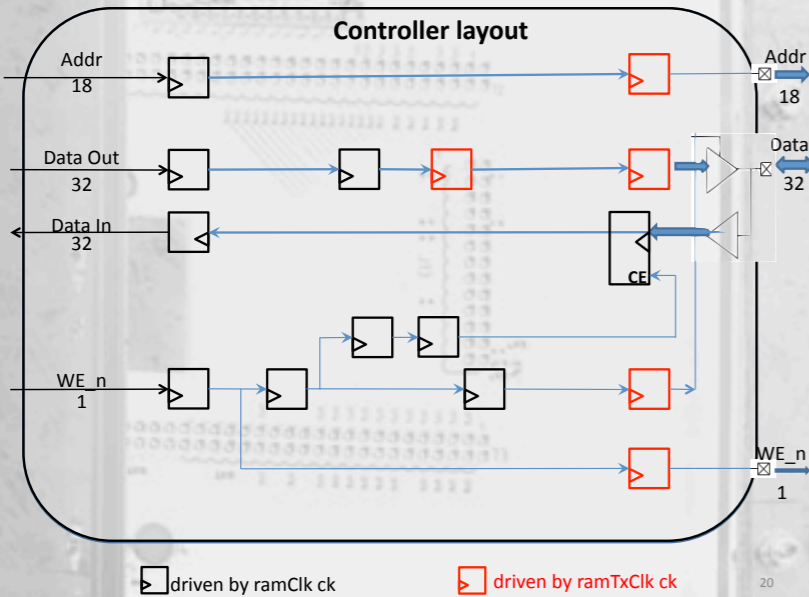 Controller layout
Addr
18
Addr
18
Data Out
32
Data
32
Data In
32
CE
WE_n
1
WE_n
1
driven by ramClk ck
driven by ramTxClk ck
20